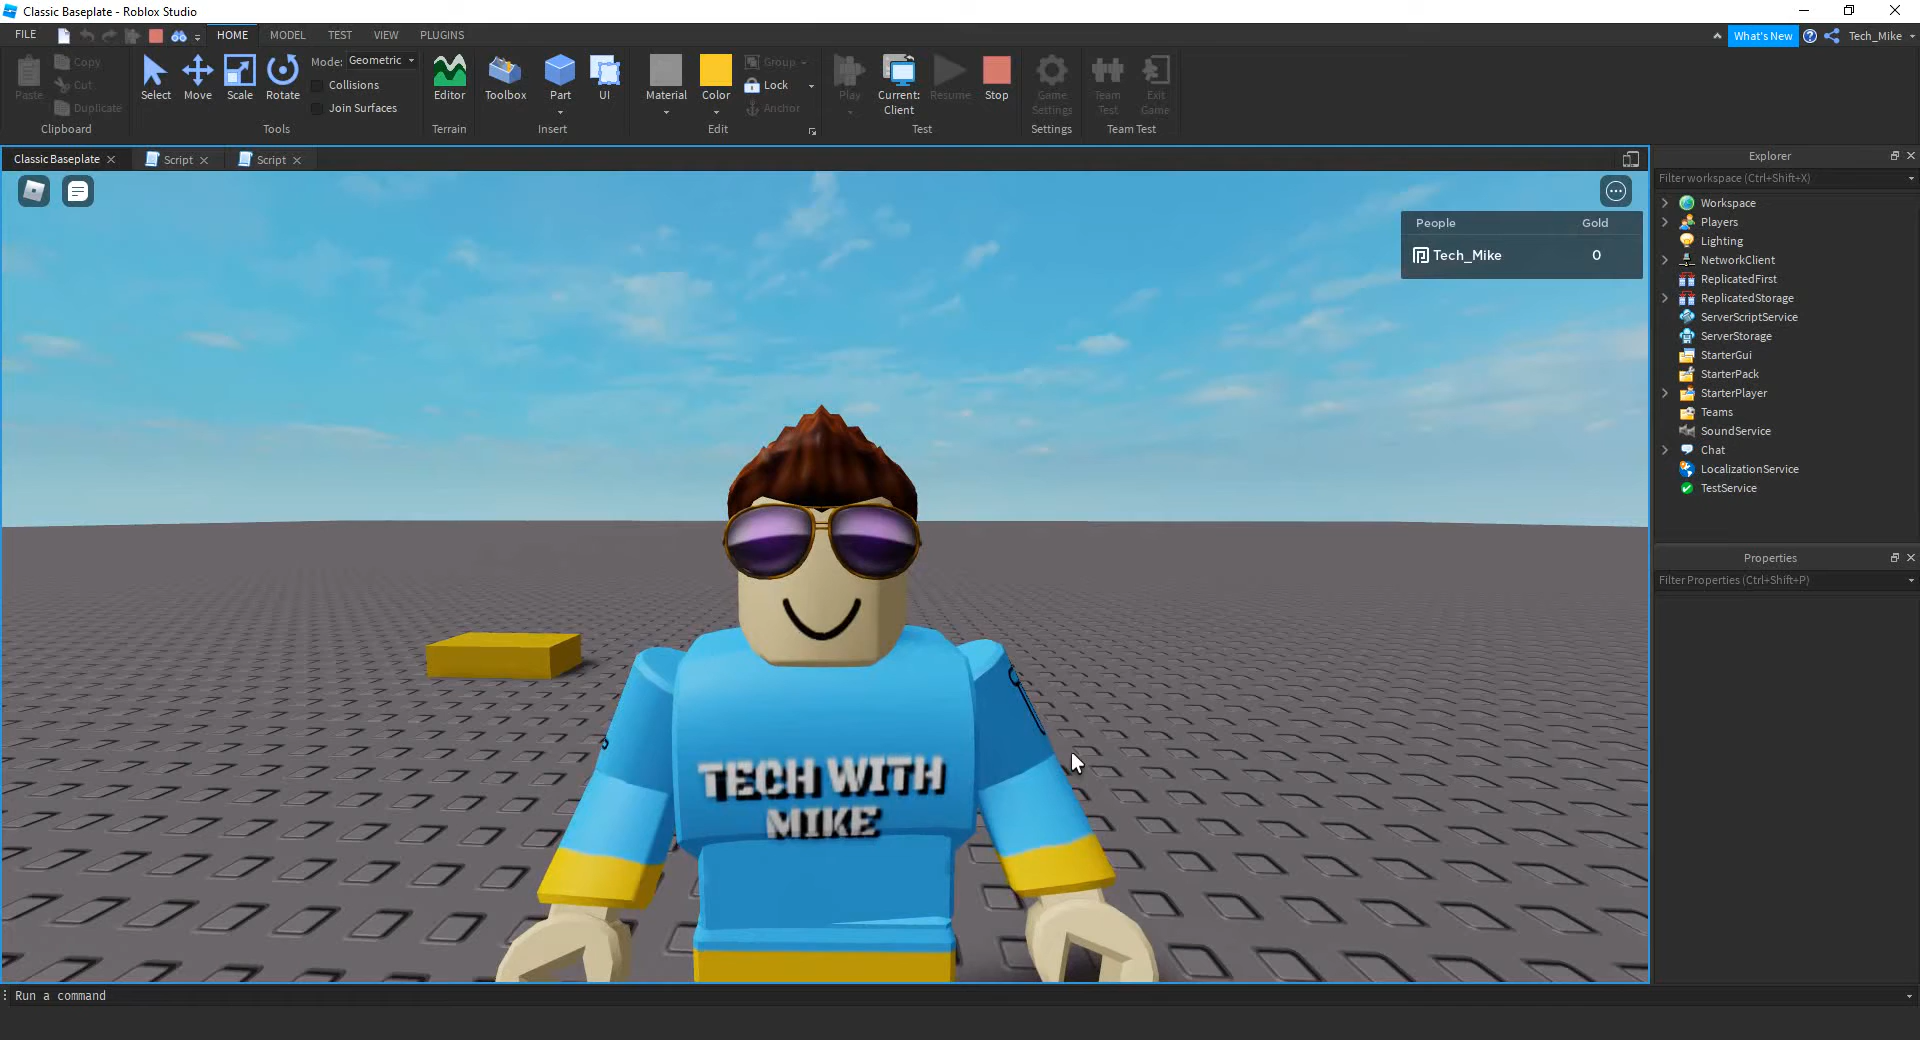 Classic Baseplate - Roblox Studio
FILE HOME MODEL TEST VIEW PLUGINS What's New Tech_Mike
Paste
Copy
Cut
Duplicate
Clipboard
Select Move Scale Rotate
Mode: Geometric
Collisions
Join Surfaces
Tools
Editor
Terrain
Toolbox Part UI
Insert
Material Color
Group
Lock
Anchor
Edit
Play Current: Client Resume Stop
Test
Game Settings
Settings
Team Test Exit Game
Team Test
Classic Baseplate Script Script
People Gold
Tech_Mike 0
TECH WITH
MIKE
Explorer
Filter workspace (Ctrl+Shift+X)
Workspace
Players
Lighting
NetworkClient
ReplicatedFirst
ReplicatedStorage
ServerScriptService
ServerStorage
StarterGui
StarterPack
StarterPlayer
Teams
SoundService
Chat
LocalizationService
TestService
Properties
Filter Properties (Ctrl+Shift+P)
Run a command